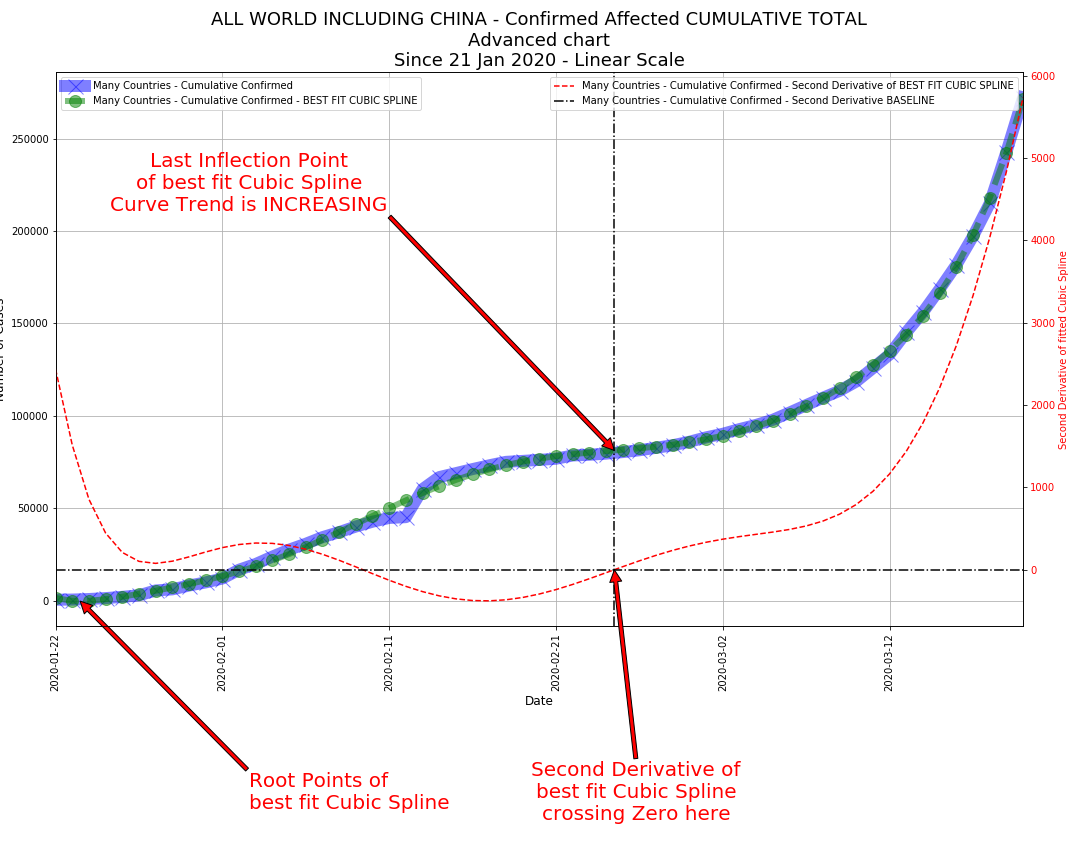 ALL WORLD INCLUDING CHINA - Confirmed Affected CUMULATIVE TOTAL
Advanced chart
Since 21 Jan 2020 - Linear Scale
Many Countries - Cumulative Confirmed
Many Countries - Cumulative Confirmed - BEST FIT CUBIC SPLINE
Many Countries - Cumulative Confirmed - Second Derivative of BEST FIT CUBIC SPLINE
Many Countries - Cumulative Confirmed - Second Derivative BASELINE
Last Inflection Point
of best fit Cubic Spline
Curve Trend is INCREASING
250000
200000
150000
100000
50000
0
6000
5000
4000
3000
2000
1000
0
Second Derivative of fitted Cubic Spline
2020-01-22
2020-02-01
2020-02-11
2020-02-21
2020-03-02
2020-03-12
Date
Root Points of
best fit Cubic Spline
Second Derivative of
best fit Cubic Spline
crossing Zero here